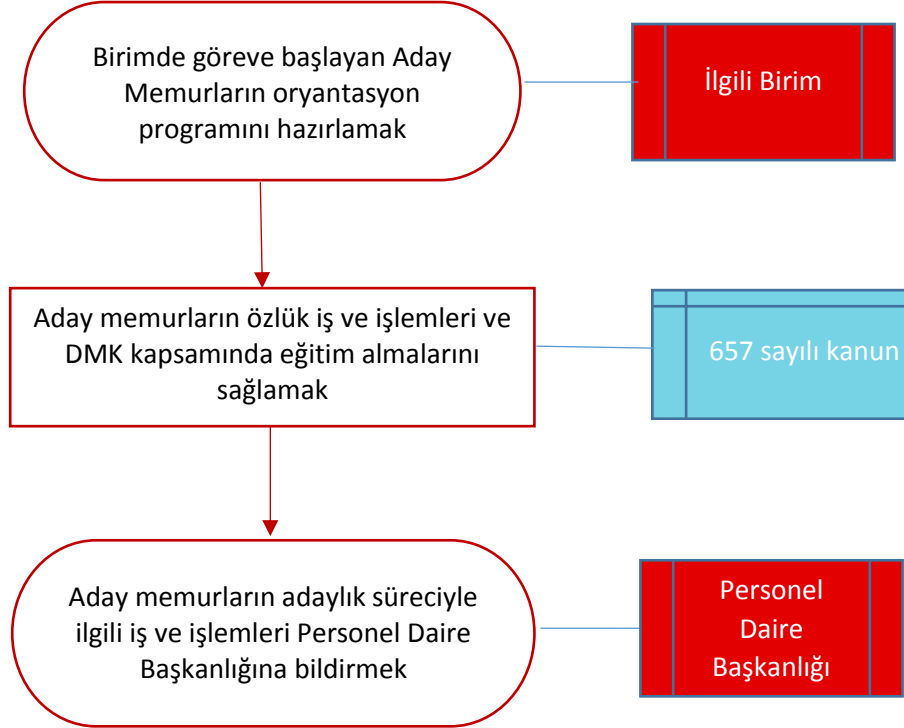 Birimde göreve başlayan Aday
Memurların oryantasyon
programını hazırlamak
İlgili Birim
Aday memurların özlük iş ve işlemleri ve
DMK kapsamında eğitim almalarını
sağlamak
657 sayılı kanun
Aday memurların adaylık süreciyle
ilgili iş ve işlemleri Personel Daire
Başkanlığına bildirmek
Personel
Daire
Başkanlığı